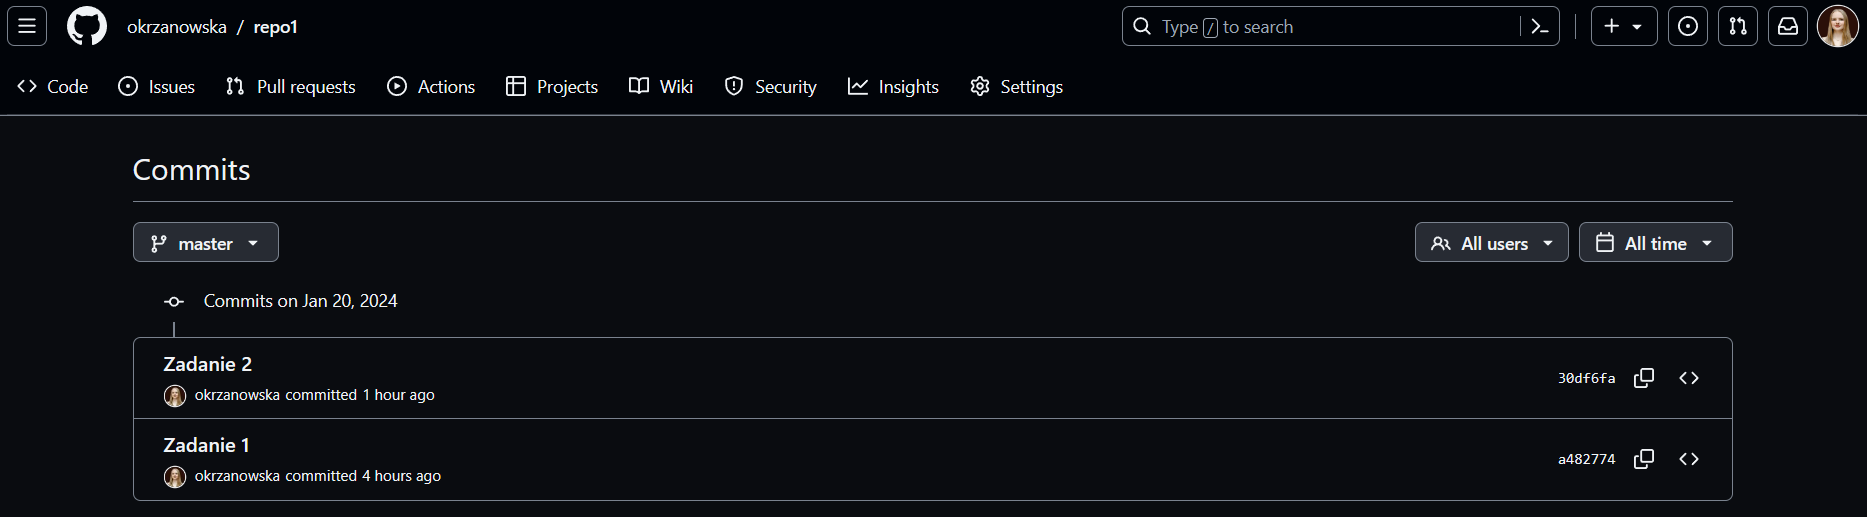 okrzanowska / repo1
Type / to search
Code Issues Pull requests Actions Projects Wiki Security Insights Settings
Commits
master All users All time
Commits on Jan 20, 2024
Zadanie 2
okrzanowska committed 1 hour ago
30df6fa
Zadanie 1
okrzanowska committed 4 hours ago
a482774